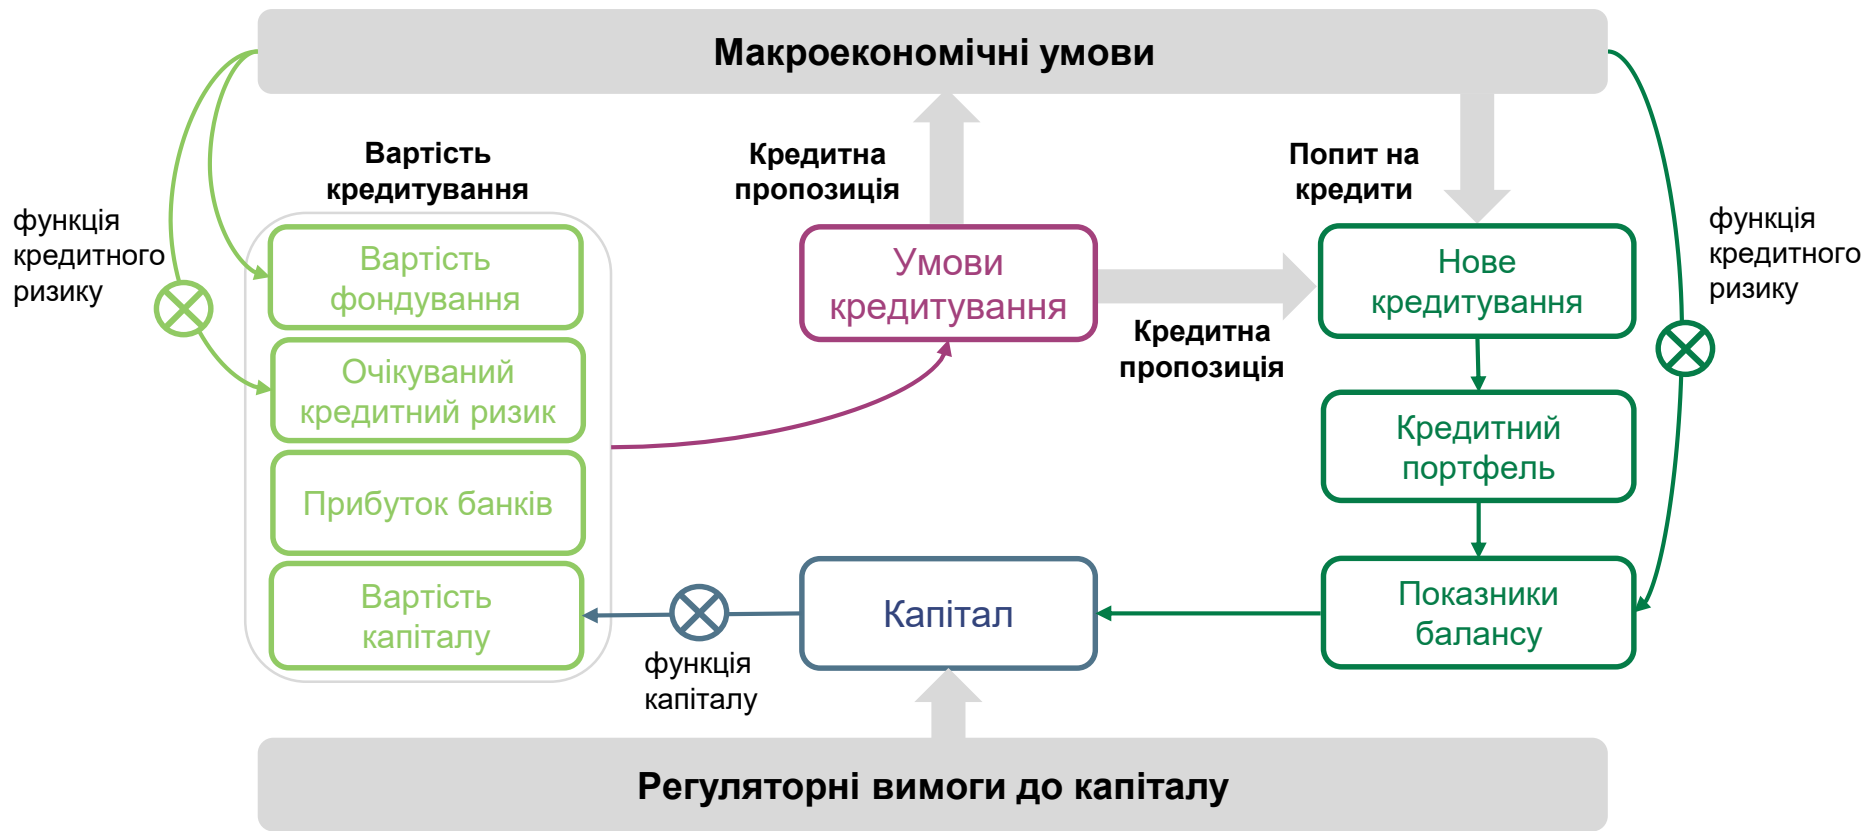 Макроекономічні умови
Вартість
кредитування
Кредитна
пропозиція
Попит на
кредити
функція
кредитного
ризику
Вартість
фондування
Очікуваний
кредитний ризик
Прибуток банків
Вартість
капіталу
Умови
кредитування
Кредитна
пропозиція
Нове
кредитування
Кредитний
портфель
Показники
балансу
функція
кредитного
ризику
Капітал
функція
капіталу
Регуляторні вимоги до капіталу